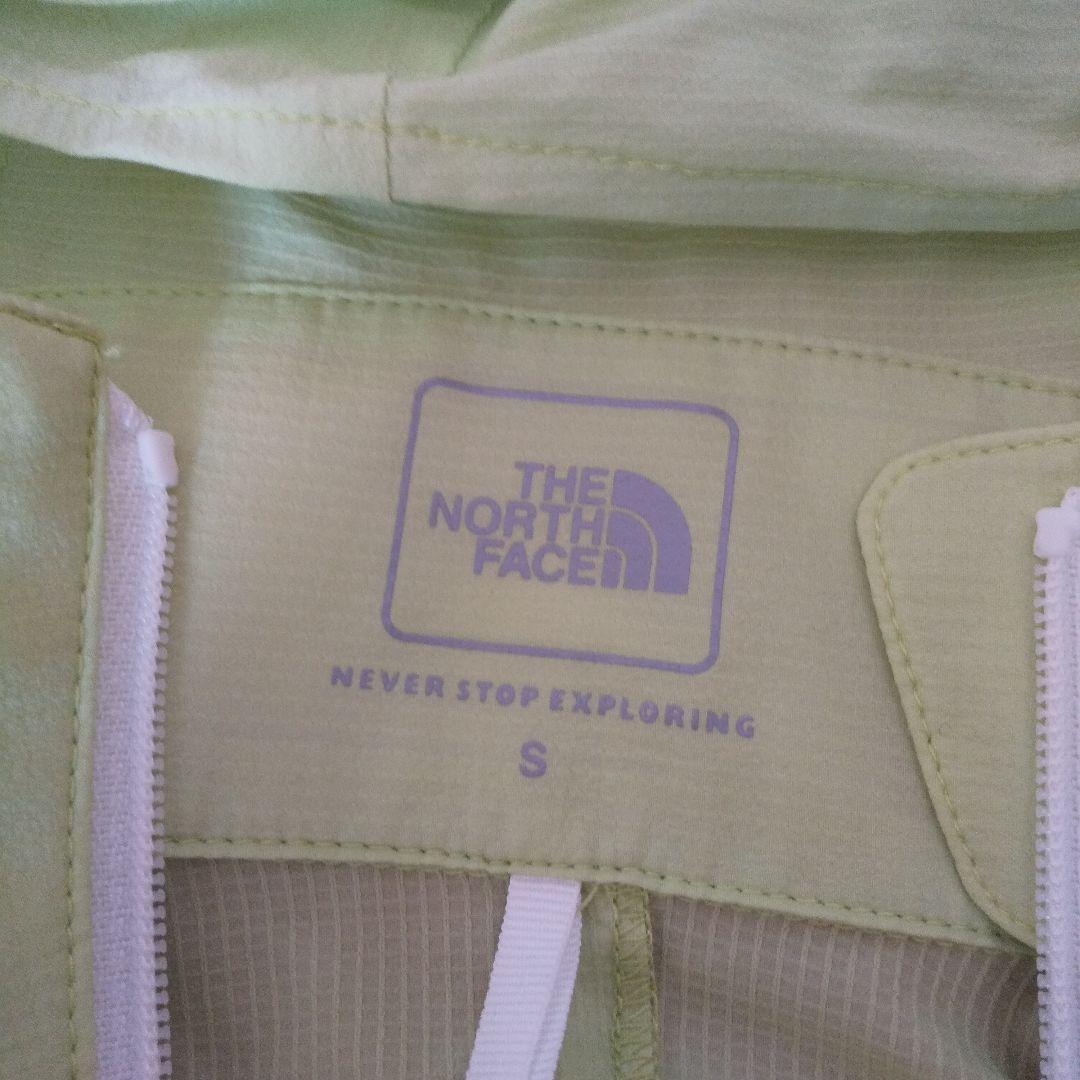 THE
NORTH
FACE
NEVER STOP EXPLORING
S